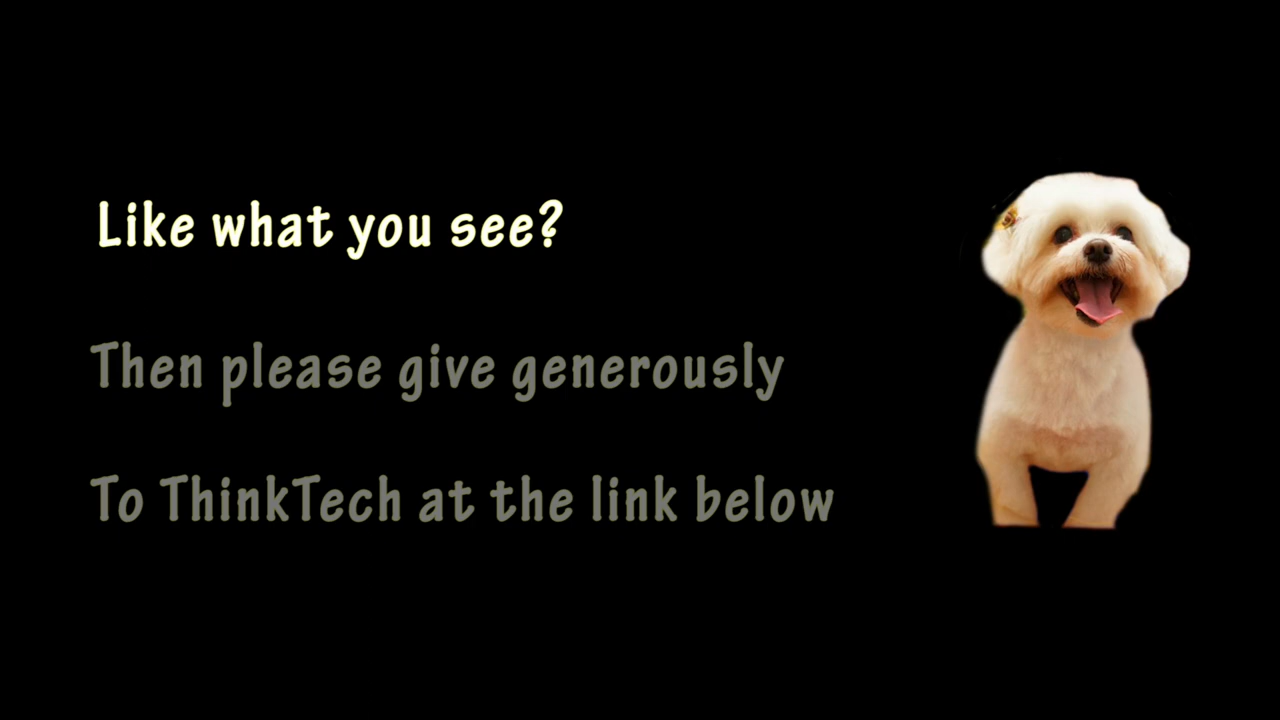 Like what you see?
Then please give generously
To ThinkTech at the link below